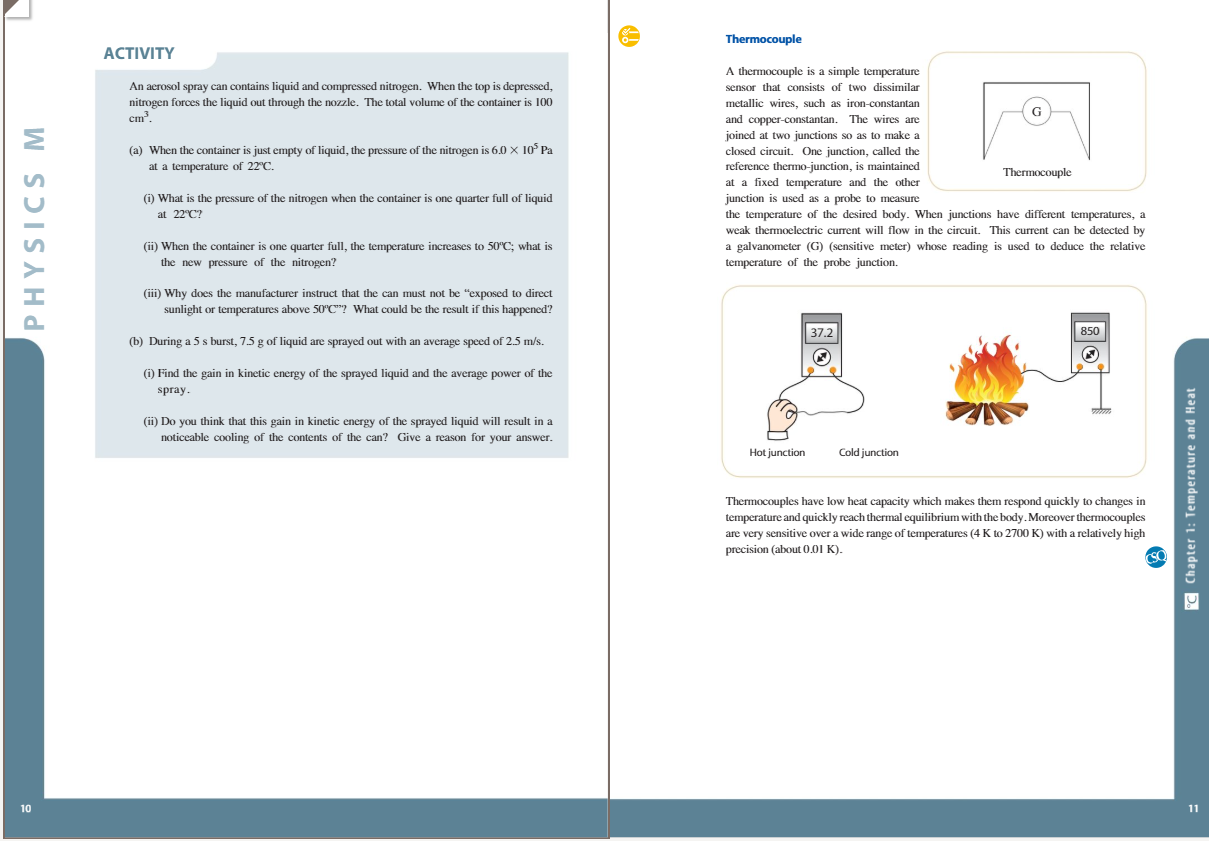 PHYSICS M
ACTIVITY
An aerosol spray can contains liquid and compressed nitrogen. When the top is depressed,
nitrogen forces the liquid out through the nozzle. The total volume of the container is 100
cm³.
(a) When the container is just empty of liquid, the pressure of the nitrogen is 6.0 × 10⁵ Pa
at a temperature of 22ºC.
(i) What is the pressure of the nitrogen when the container is one quarter full of liquid
at 22ºC?
(ii) When the container is one quarter full, the temperature increases to 50ºC; what is
the new pressure of the nitrogen?
(iii) Why does the manufacturer instruct that the can must not be “exposed to direct
sunlight or temperatures above 50ºC”? What could be the result if this happened?
(b) During a 5 s burst, 7.5 g of liquid are sprayed out with an average speed of 2.5 m/s.
(i) Find the gain in kinetic energy of the sprayed liquid and the average power of the
spray.
(ii) Do you think that this gain in kinetic energy of the sprayed liquid will result in a
noticeable cooling of the contents of the can? Give a reason for your answer.
10
Thermocouple
A thermocouple is a simple temperature
sensor that consists of two dissimilar
metallic wires, such as iron-constantan
and copper-constantan. The wires are
joined at two junctions so as to make a
closed circuit. One junction, called the
reference thermo-junction, is maintained
at a fixed temperature and the other
junction is used as a probe to measure
the temperature of the desired body. When junctions have different temperatures, a
weak thermoelectric current will flow in the circuit. This current can be detected by
a galvanometer (G) (sensitive meter) whose reading is used to deduce the relative
temperature of the probe junction.
G
Thermocouple
37.2
850
Hot junction Cold junction
Thermocouples have low heat capacity which makes them respond quickly to changes in
temperature and quickly reach thermal equilibrium with the body. Moreover thermocouples
are very sensitive over a wide range of temperatures (4 K to 2700 K) with a relatively high
precision (about 0.01 K).
CSQ
ºC Chapter 1: Temperature and Heat
11